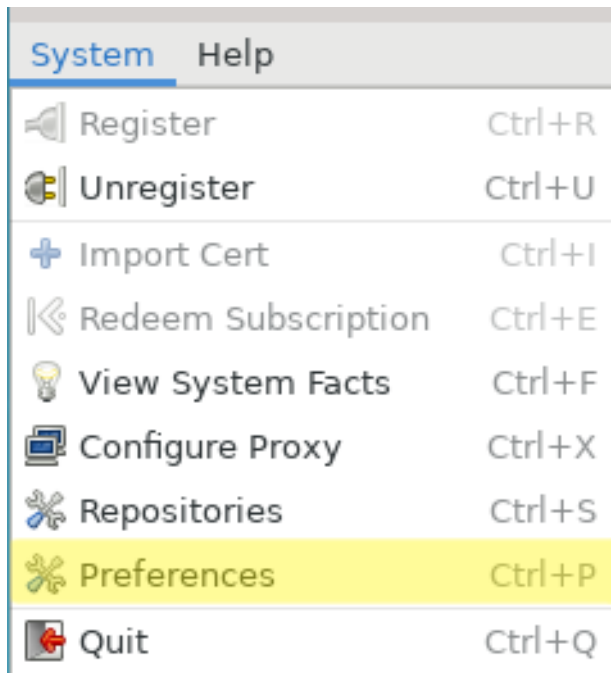 System Help
Register Ctrl+R
Unregister Ctrl+U
Import Cert Ctrl+I
Redeem Subscription Ctrl+E
View System Facts Ctrl+F
Configure Proxy Ctrl+X
Repositories Ctrl+S
Preferences Ctrl+P
Quit Ctrl+Q